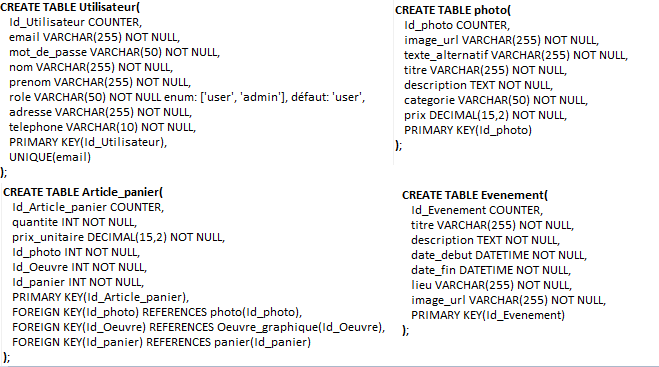 CREATE TABLE Utilisateur(
Id_Utilisateur COUNTER,
email VARCHAR(255) NOT NULL,
mot_de_passe VARCHAR(50) NOT NULL,
nom VARCHAR(255) NOT NULL,
prenom VARCHAR(255) NOT NULL,
role VARCHAR(50) NOT NULL enum: ['user', 'admin'], défaut: 'user',
adresse VARCHAR(255) NOT NULL,
telephone VARCHAR(10) NOT NULL,
PRIMARY KEY(Id_Utilisateur),
UNIQUE(email)
);
CREATE TABLE photo(
Id_photo COUNTER,
image_url VARCHAR(255) NOT NULL,
texte_alternatif VARCHAR(255) NOT NULL,
titre VARCHAR(255) NOT NULL,
description TEXT NOT NULL,
categorie VARCHAR(50) NOT NULL,
prix DECIMAL(15,2) NOT NULL,
PRIMARY KEY(Id_photo)
);
CREATE TABLE Article_panier(
Id_Article_panier COUNTER,
quantite INT NOT NULL,
prix_unitaire DECIMAL(15,2) NOT NULL,
Id_photo INT NOT NULL,
Id_Oeuvre INT NOT NULL,
Id_panier INT NOT NULL,
PRIMARY KEY(Id_Article_panier),
FOREIGN KEY(Id_photo) REFERENCES photo(Id_photo),
FOREIGN KEY(Id_Oeuvre) REFERENCES Oeuvre_graphique(Id_Oeuvre),
FOREIGN KEY(Id_panier) REFERENCES panier(Id_panier)
);
CREATE TABLE Evenement(
Id_Evenement COUNTER,
titre VARCHAR(255) NOT NULL,
description TEXT NOT NULL,
date_debut DATETIME NOT NULL,
date_fin DATETIME NOT NULL,
lieu VARCHAR(255) NOT NULL,
image_url VARCHAR(255) NOT NULL,
PRIMARY KEY(Id_Evenement)
);